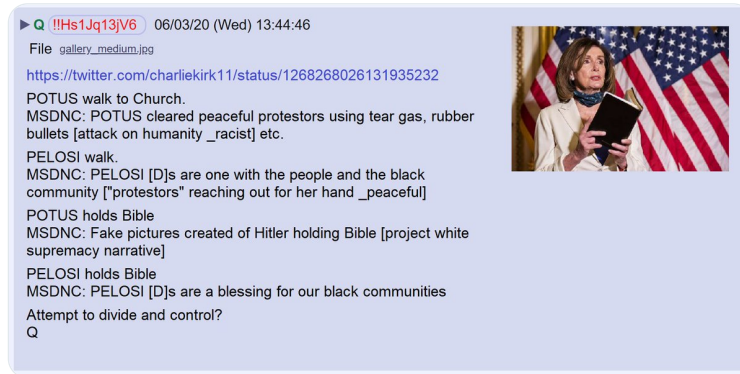 Q !!Hs1Jq13jV6 06/03/20 (Wed) 13:44:46
File gallery_medium.jpg
https://twitter.com/charliekirk11/status/1268268026131935232
POTUS walk to Church.
MSDNC: POTUS cleared peaceful protestors using tear gas, rubber
bullets [attack on humanity _racist] etc.
PELOSI walk.
MSDNC: PELOSI [D]s are one with the people and the black
community ["protestors" reaching out for her hand _peaceful]
POTUS holds Bible
MSDNC: Fake pictures created of Hitler holding Bible [project white
supremacy narrative]
PELOSI holds Bible
MSDNC: PELOSI [D]s are a blessing for our black communities
Attempt to divide and control?
Q